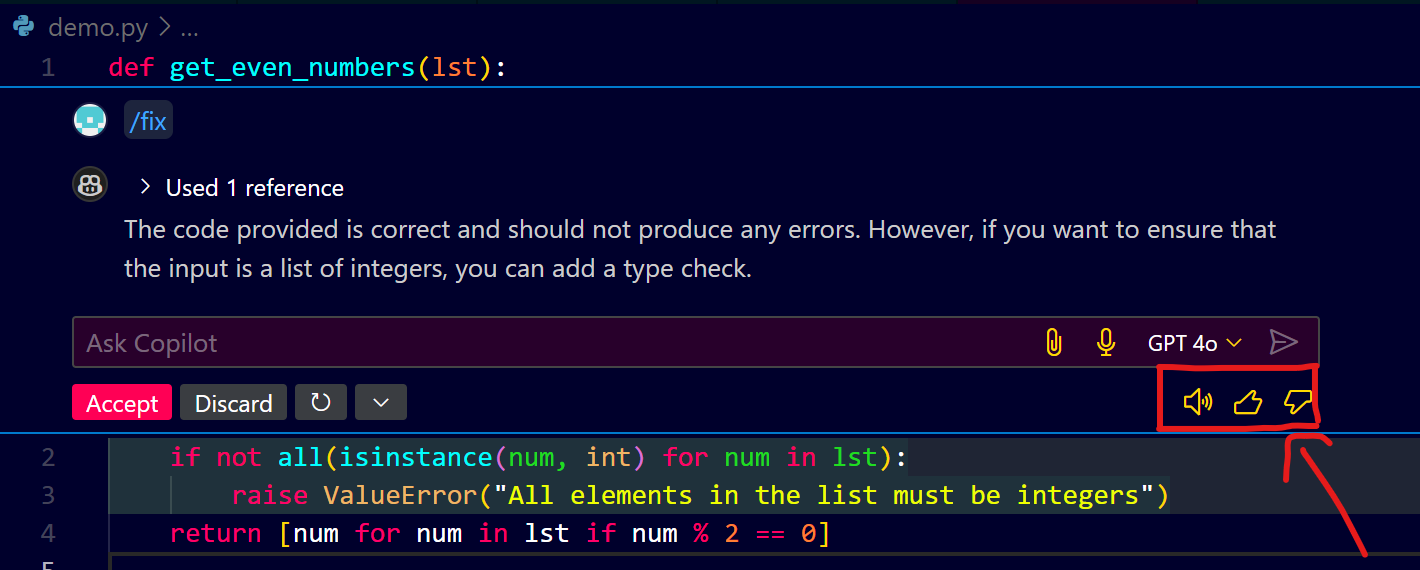 demo.py > ...
1 def get_even_numbers(lst):
/fix
> Used 1 reference
The code provided is correct and should not produce any errors. However, if you want to ensure that
the input is a list of integers, you can add a type check.
Ask Copilot GPT 4o
Accept Discard
2 if not all(isinstance(num, int) for num in lst):
3 raise ValueError("All elements in the list must be integers")
4 return [num for num in lst if num % 2 == 0]
5